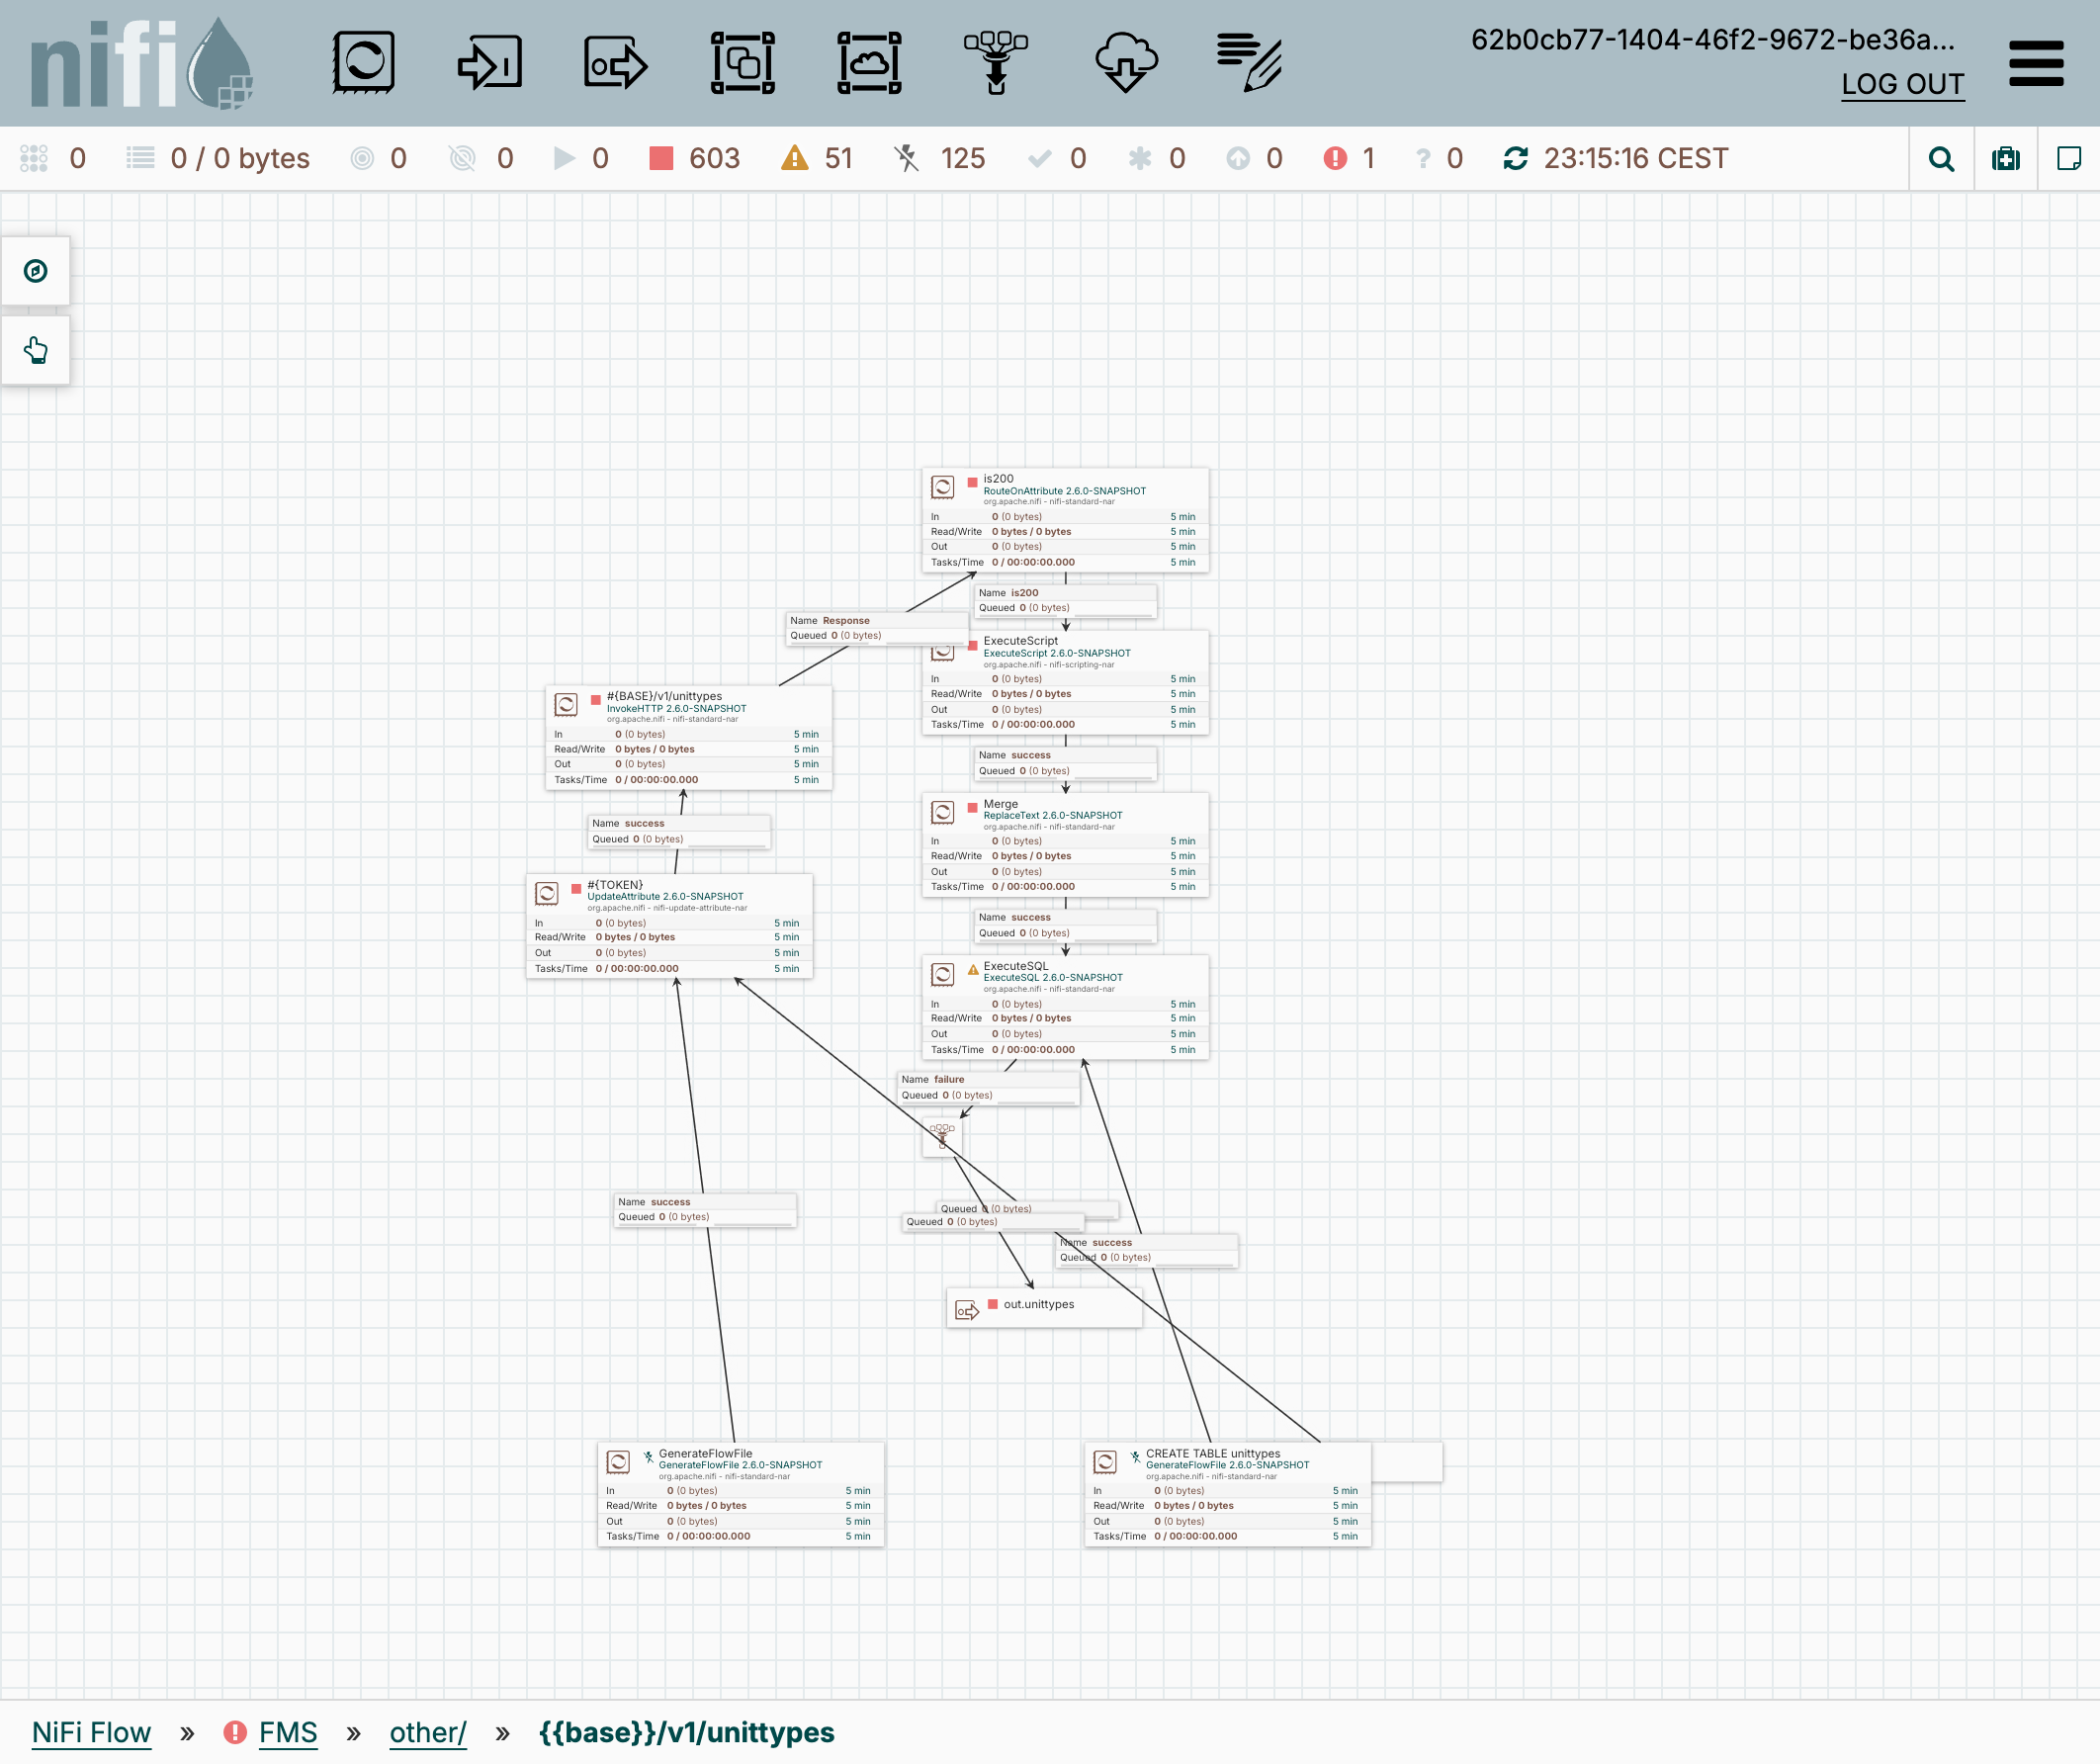 nifi
62b0cb77-1404-46f2-9672-be36a...
LOG OUT
0 0 / 0 bytes 0 0 0 603 51 125 0 0 0 1 0 23:15:16 CEST
is200
RouteOnAttribute 2.6.0-SNAPSHOT
org.apache.nifi - nifi-standard-nar
In 0 (0 bytes) 5 min
Read/Write 0 bytes / 0 bytes 5 min
Out 0 (0 bytes) 5 min
Tasks/Time 0 / 00:00:00.000 5 min
Name is200
Queued 0 (0 bytes)
Name Response
Queued 0 (0 bytes)
ExecuteScript
ExecuteScript 2.6.0-SNAPSHOT
org.apache.nifi - nifi-scripting-nar
In 0 (0 bytes) 5 min
Read/Write 0 bytes / 0 bytes 5 min
Out 0 (0 bytes) 5 min
Tasks/Time 0 / 00:00:00.000 5 min
#{BASE}/v1/unittypes
InvokeHTTP 2.6.0-SNAPSHOT
org.apache.nifi - nifi-standard-nar
In 0 (0 bytes) 5 min
Read/Write 0 bytes / 0 bytes 5 min
Out 0 (0 bytes) 5 min
Tasks/Time 0 / 00:00:00.000 5 min
Name success
Queued 0 (0 bytes)
Merge
ReplaceText 2.6.0-SNAPSHOT
org.apache.nifi - nifi-standard-nar
In 0 (0 bytes) 5 min
Read/Write 0 bytes / 0 bytes 5 min
Out 0 (0 bytes) 5 min
Tasks/Time 0 / 00:00:00.000 5 min
Name success
Queued 0 (0 bytes)
#{TOKEN}
UpdateAttribute 2.6.0-SNAPSHOT
org.apache.nifi - nifi-update-attribute-nar
In 0 (0 bytes) 5 min
Read/Write 0 bytes / 0 bytes 5 min
Out 0 (0 bytes) 5 min
Tasks/Time 0 / 00:00:00.000 5 min
Name success
Queued 0 (0 bytes)
ExecuteSQL
ExecuteSQL 2.6.0-SNAPSHOT
org.apache.nifi - nifi-standard-nar
In 0 (0 bytes) 5 min
Read/Write 0 bytes / 0 bytes 5 min
Out 0 (0 bytes) 5 min
Tasks/Time 0 / 00:00:00.000 5 min
Name failure
Queued 0 (0 bytes)
Name success
Queued 0 (0 bytes)
Queued 0 (0 bytes)
Queued 0 (0 bytes)
Name success
Queued 0 (0 bytes)
out.unittypes
GenerateFlowFile
GenerateFlowFile 2.6.0-SNAPSHOT
org.apache.nifi - nifi-standard-nar
In 0 (0 bytes) 5 min
Read/Write 0 bytes / 0 bytes 5 min
Out 0 (0 bytes) 5 min
Tasks/Time 0 / 00:00:00.000 5 min
CREATE TABLE unittypes
GenerateFlowFile 2.6.0-SNAPSHOT
org.apache.nifi - nifi-standard-nar
In 0 (0 bytes) 5 min
Read/Write 0 bytes / 0 bytes 5 min
Out 0 (0 bytes) 5 min
Tasks/Time 0 / 00:00:00.000 5 min
NiFi Flow » FMS » other/ » {{base}}/v1/unittypes